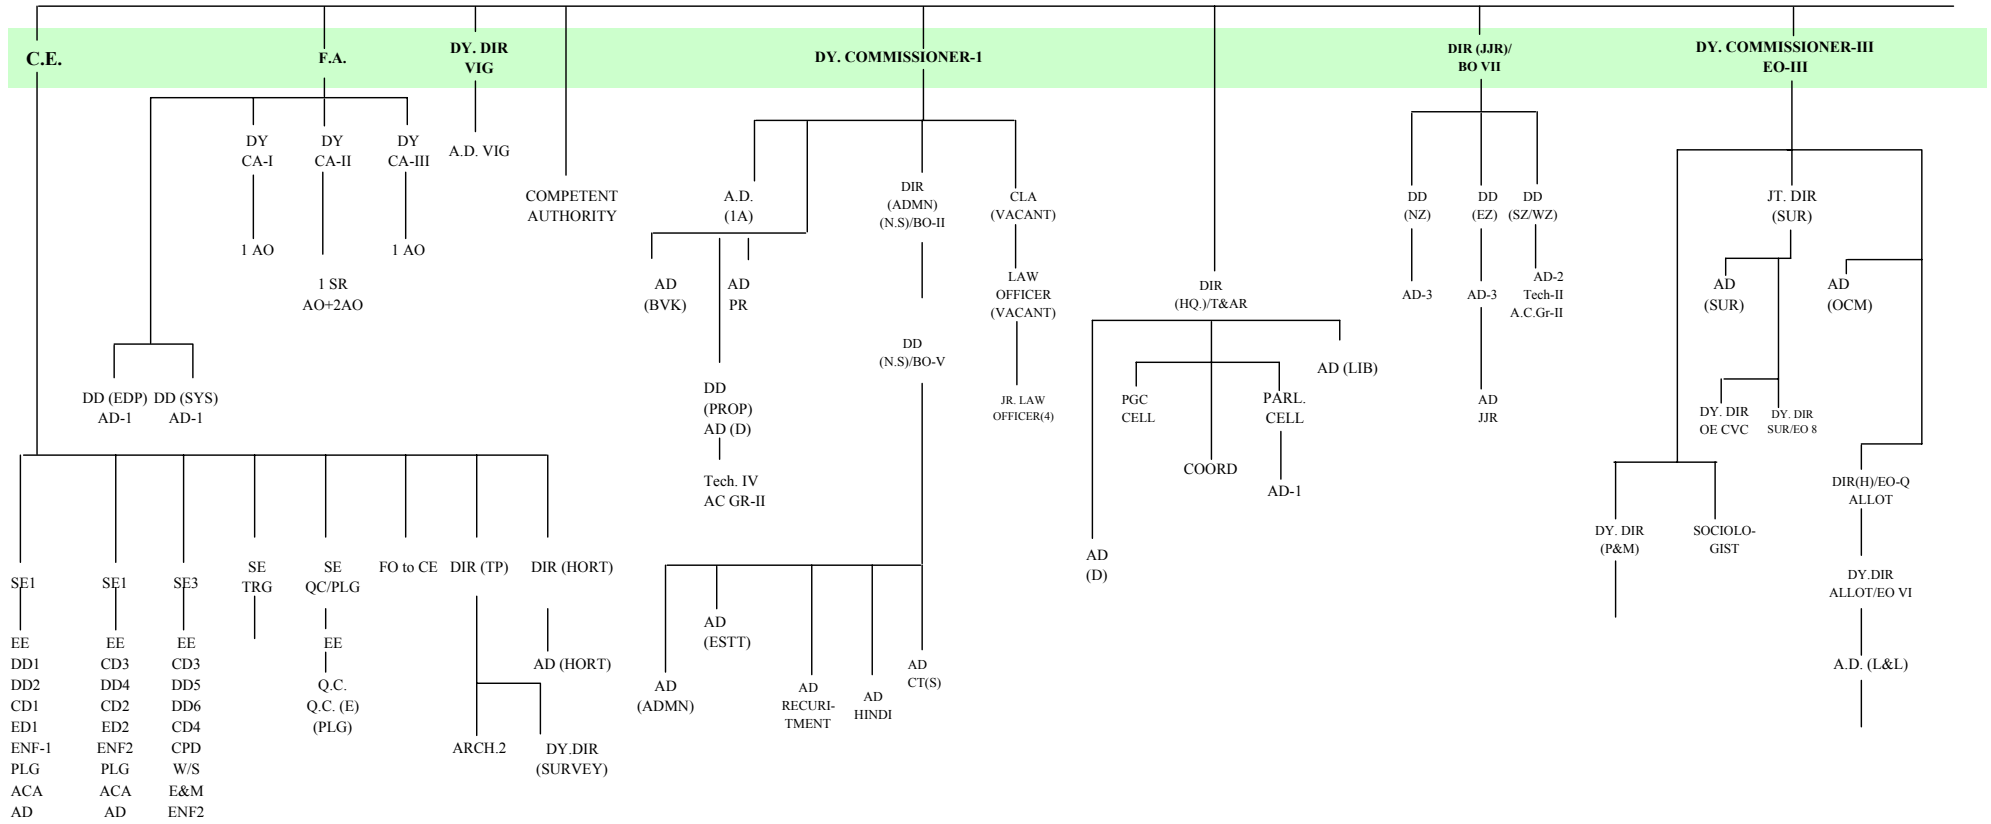 C.E.
F.A.
DY. DIR
VIG
DY. COMMISSIONER-1
DIR (JJR)/
BO VII
DY. COMMISSIONER-III
EO-III
DY
CA-I
DY
CA-II
DY
CA-III
1 AO
1 SR
AO+2AO
1 AO
DD (EDP)
AD-1
DD (SYS)
AD-1
A.D. VIG
COMPETENT
AUTHORITY
A.D.
(1A)
DIR
(ADMN)
(N.S)/BO-II
CLA
(VACANT)
AD
(BVK)
AD
PR
LAW
OFFICER
(VACANT)
DD
(N.S)/BO-V
DD
(PROP)
AD (D)
JR. LAW
OFFICER(4)
Tech. IV
AC GR-II
AD
(ADMN)
AD
(ESTT)
AD
RECURI-
TMENT
AD
HINDI
AD
CT(S)
DIR
(HQ.)/T&AR
AD (LIB)
PGC
CELL
PARL.
CELL
COORD
AD-1
AD
(D)
DD
(NZ)
DD
(EZ)
DD
(SZ/WZ)
AD-3
AD-3
AD-2
Tech-II
A.C.Gr-II
AD
JJR
JT. DIR
(SUR)
AD
(SUR)
AD
(OCM)
DY. DIR
OE CVC
DY. DIR
SUR/EO 8
DIR(H)/EO-Q
ALLOT
DY. DIR
(P&M)
SOCIOLO-
GIST
DY.DIR
ALLOT/EO VI
A.D. (L&L)
SE1
SE1
SE3
SE
TRG
SE
QC/PLG
FO to CE
DIR (TP)
DIR (HORT)
EE
DD1
DD2
CD1
ED1
ENF-1
PLG
ACA
AD
EE
CD3
DD4
CD2
ED2
ENF2
PLG
ACA
AD
EE
CD3
DD5
DD6
CD4
CPD
W/S
E&M
ENF2
EE
Q.C.
Q.C. (E)
(PLG)
AD (HORT)
ARCH.2
DY.DIR
(SURVEY)